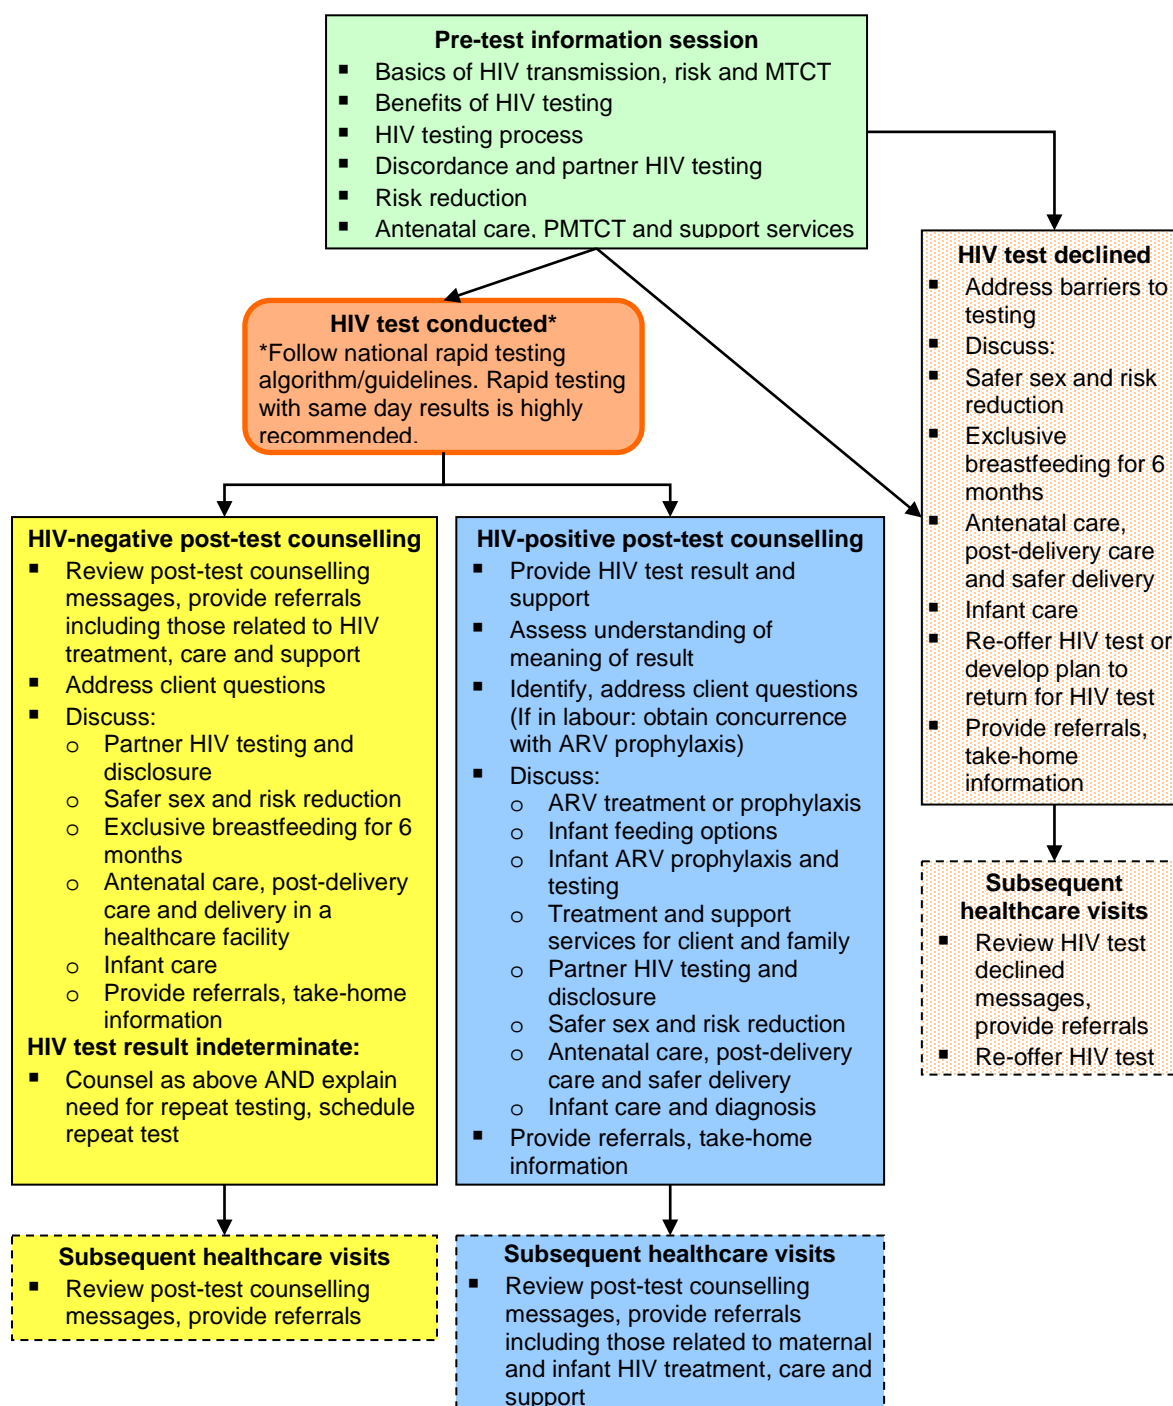 Pre-test information session
▪ Basics of HIV transmission, risk and MTCT
▪ Benefits of HIV testing
▪ HIV testing process
▪ Discordance and partner HIV testing
▪ Risk reduction
▪ Antenatal care, PMTCT and support services
HIV test conducted*
*Follow national rapid testing
algorithm/guidelines. Rapid testing
with same day results is highly
recommended.
HIV test declined
▪ Address barriers to
testing
▪ Discuss:
▪ Safer sex and risk
reduction
▪ Exclusive
breastfeeding for 6
months
▪ Antenatal care,
post-delivery care
and safer delivery
▪ Infant care
▪ Re-offer HIV test or
develop plan to
return for HIV test
▪ Provide referrals,
take-home
information
HIV-negative post-test counselling
▪ Review post-test counselling
messages, provide referrals
including those related to HIV
treatment, care and support
▪ Address client questions
▪ Discuss:
o Partner HIV testing and
disclosure
o Safer sex and risk reduction
o Exclusive breastfeeding for 6
months
o Antenatal care, post-delivery
care and delivery in a
healthcare facility
o Infant care
o Provide referrals, take-home
information
HIV test result indeterminate:
▪ Counsel as above AND explain
need for repeat testing, schedule
repeat test
HIV-positive post-test counselling
▪ Provide HIV test result and
support
▪ Assess understanding of
meaning of result
▪ Identify, address client questions
(If in labour: obtain concurrence
with ARV prophylaxis)
▪ Discuss:
o ARV treatment or prophylaxis
o Infant feeding options
o Infant ARV prophylaxis and
testing
o Treatment and support
services for client and family
o Partner HIV testing and
disclosure
o Safer sex and risk reduction
o Antenatal care, post-delivery
care and safer delivery
o Infant care and diagnosis
▪ Provide referrals, take-home
information
Subsequent
healthcare visits
▪ Review HIV test
declined
messages,
provide referrals
▪ Re-offer HIV test
Subsequent healthcare visits
▪ Review post-test counselling
messages, provide referrals
Subsequent healthcare visits
▪ Review post-test counselling
messages, provide referrals
including those related to maternal
and infant HIV treatment, care and
support